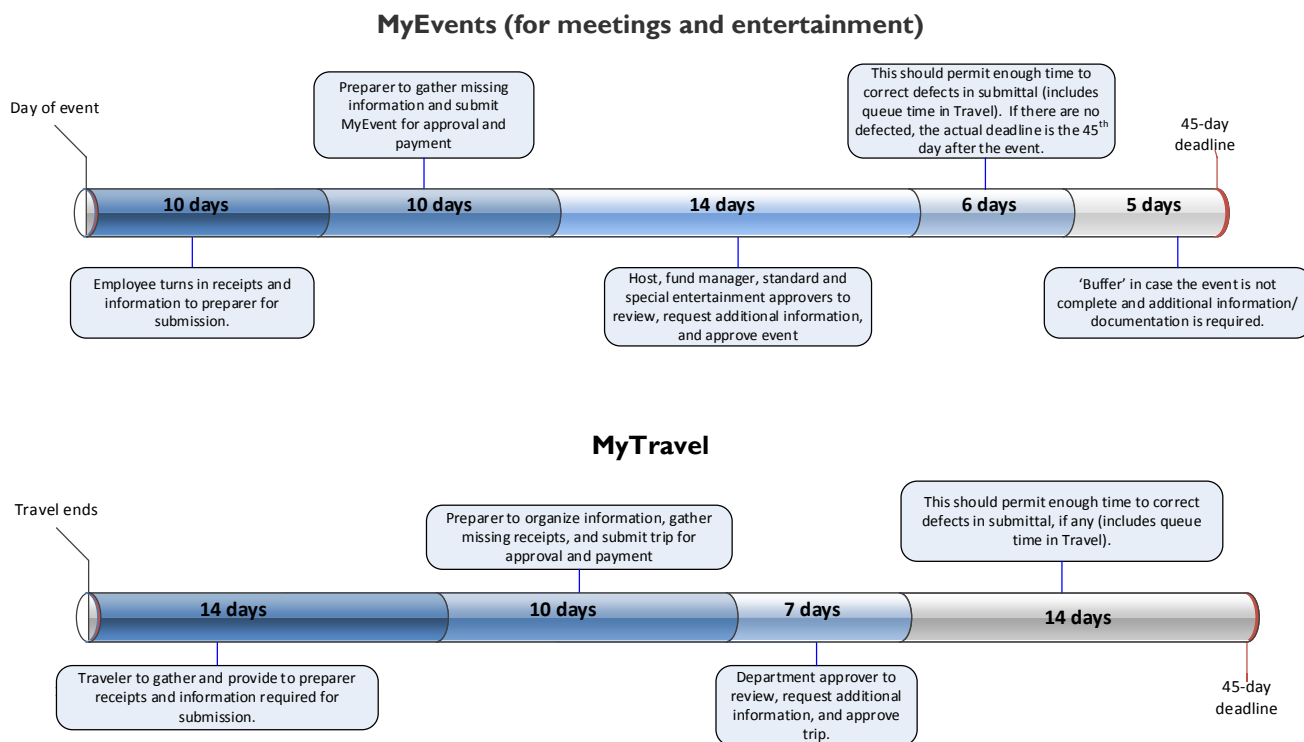 MyEvents (for meetings and entertainment)
Day of event
Preparer to gather missing
information and submit
MyEvent for approval and
payment
This should permit enough time to
correct defects in submittal (includes
queue time in Travel).  If there are no
defected, the actual deadline is the 45th
day after the event.
45-day
deadline
10 days
10 days
14 days
6 days
5 days
Employee turns in receipts and
information to preparer for
submission.
Host, fund manager, standard and
special entertainment approvers to
review, request additional information,
and approve event
‘Buffer’ in case the event is not
complete and additional information/
documentation is required.
MyTravel
Travel ends
Preparer to organize information, gather
missing receipts, and submit trip for
approval and payment
This should permit enough time to correct
defects in submittal, if any (includes queue
time in Travel).
14 days
10 days
7 days
14 days
Traveler to gather and provide to preparer
receipts and information required for
submission.
Department approver to
review, request additional
information, and approve
trip.
45-day
deadline